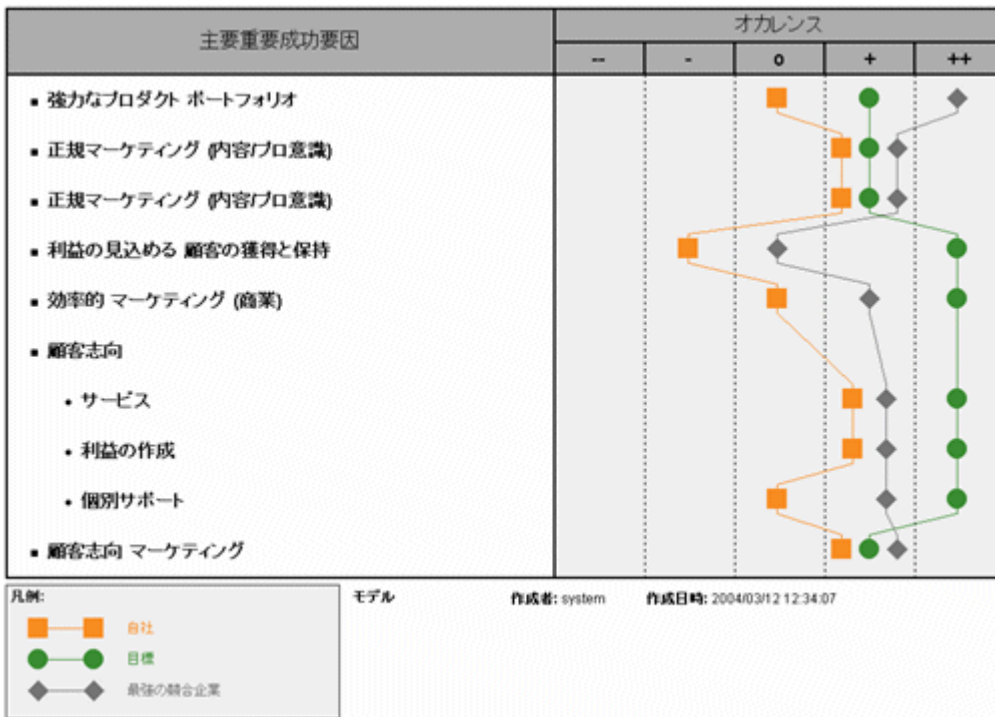 主要重要成功要因
オカレンス
-- - o + ++
▪ 強力なプロダクト ポートフォリオ
▪ 正規マーケティング (内容/プロ意識)
▪ 正規マーケティング (内容/プロ意識)
▪ 利益の見込める 顧客の獲得と保持
▪ 効率的 マーケティング (商業)
▪ 顧客志向
• サービス
• 利益の作成
• 個別サポート
▪ 顧客志向 マーケティング
凡例:
自社
目標
最強の競合企業
モデル 作成者: system 作成日時: 2004/03/12 12:34:07